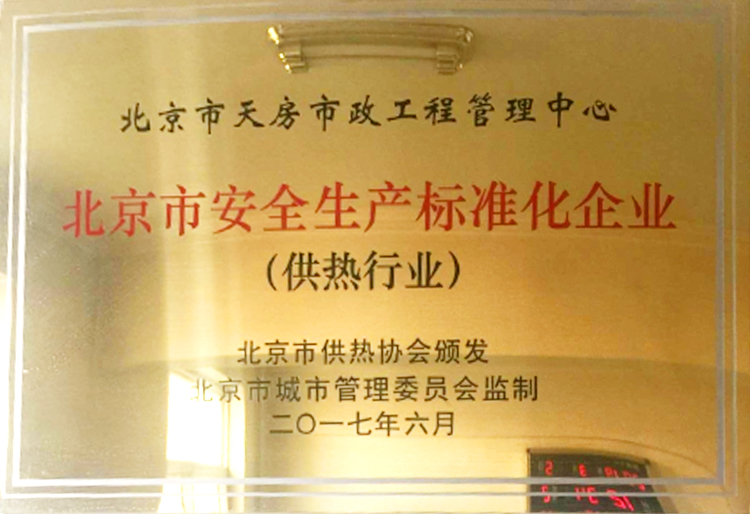 北京市天房市政工程管理中心
北京市安全生产标准化企业
（供热行业）
北京市供热协会颁发
北京市城市管理委员会监制
二〇一七年六月